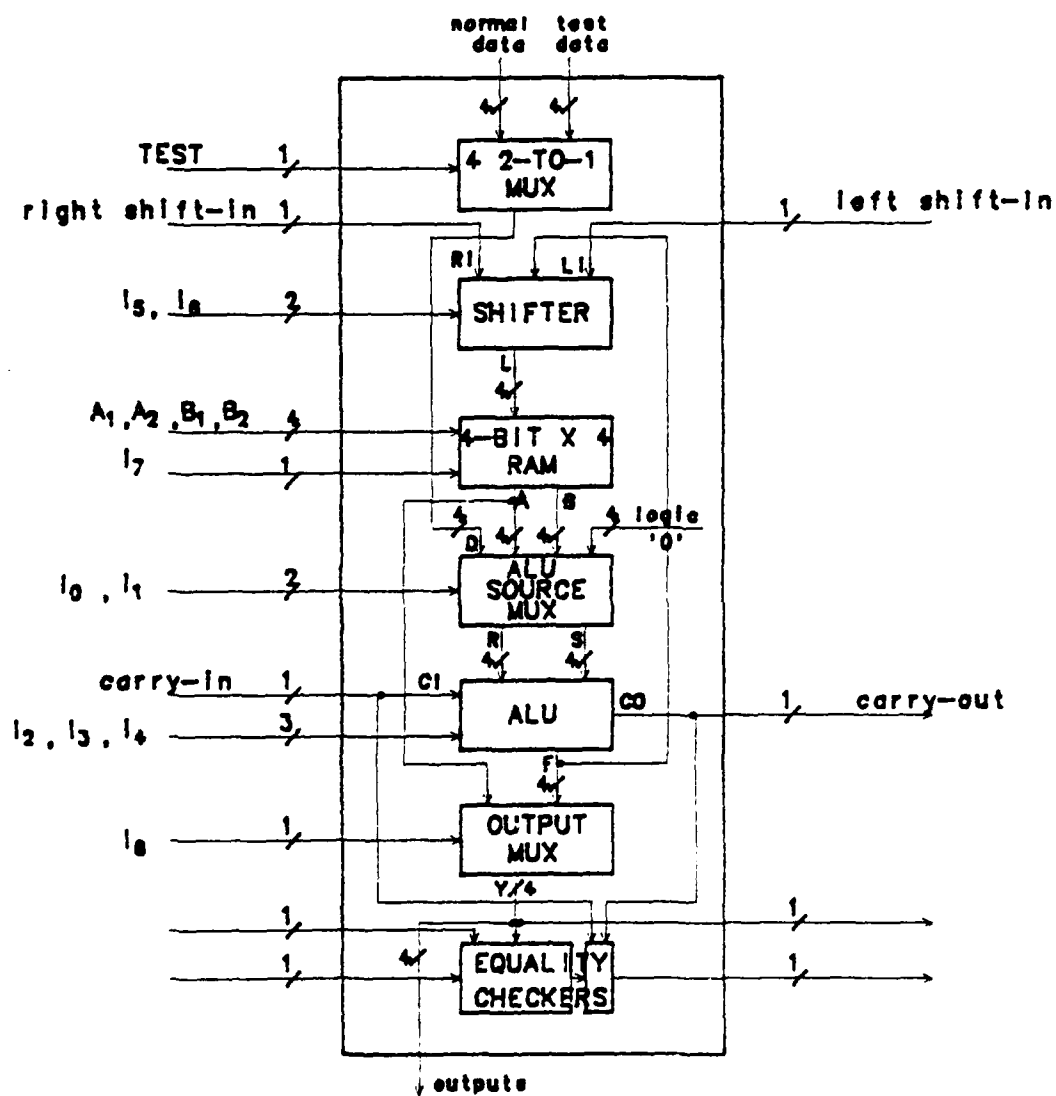 normal test
data data
4 4
TEST 1
4 2-TO-1
MUX
right shift-in 1
1 left shift-in
RI LI
I5, I6 2
SHIFTER
L
4
A1, A2, B1, B2 4
4-BIT X 4
RAM
I7 1
A B
4 4 4 4 logic
D '0'
I0, I1 2
ALU
SOURCE
MUX
R S
4 4
carry-in 1 CI
ALU
CO 1 carry-out
I2, I3, I4 3
F
4
I8 1
OUTPUT
MUX
Y 4
1 1
4
1 1
EQUALITY
CHECKERS
outputs